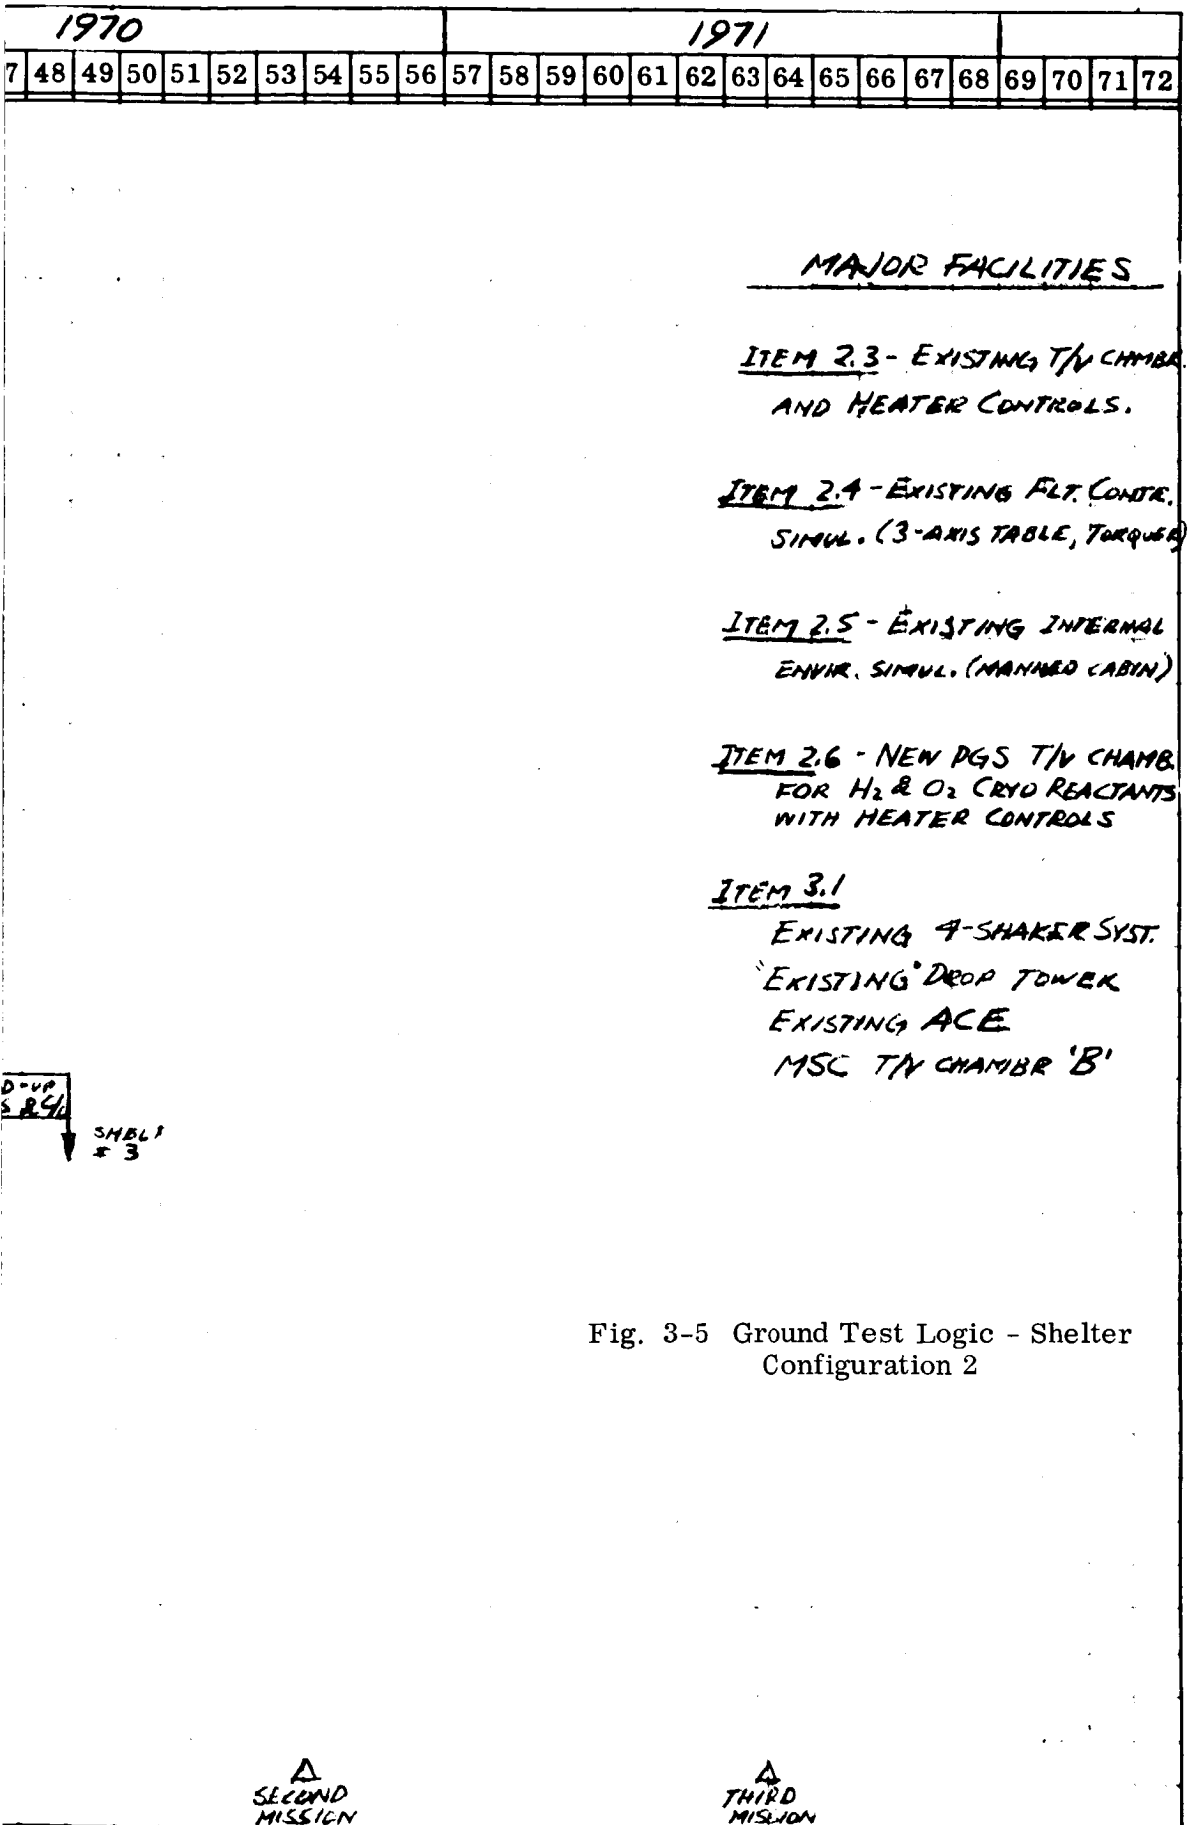 1970 1971
7 48 49 50 51 52 53 54 55 56 57 58 59 60 61 62 63 64 65 66 67 68 69 70 71 72
MAJOR FACILITIES
ITEM 2.3 - EXISTING T/V CHMBR.
AND HEATER CONTROLS.
ITEM 2.4 - EXISTING FLT. CONTR.
SIMUL. (3-AXIS TABLE, TORQUER)
ITEM 2.5 - EXISTING INTERNAL
ENVIR. SIMUL. (MANNED CABIN)
ITEM 2.6 - NEW PGS T/V CHAMB.
FOR H2 & O2 CRYO REACTANTS
WITH HEATER CONTROLS
ITEM 3.1
EXISTING 4-SHAKER SYST.
"EXISTING" DROP TOWER
EXISTING ACE
MSC T/V CHAMBR 'B'
D-UP
S & C/O
# 3
Fig. 3-5 Ground Test Logic - Shelter
Configuration 2
SECOND
MISSION
THIRD
MISSION